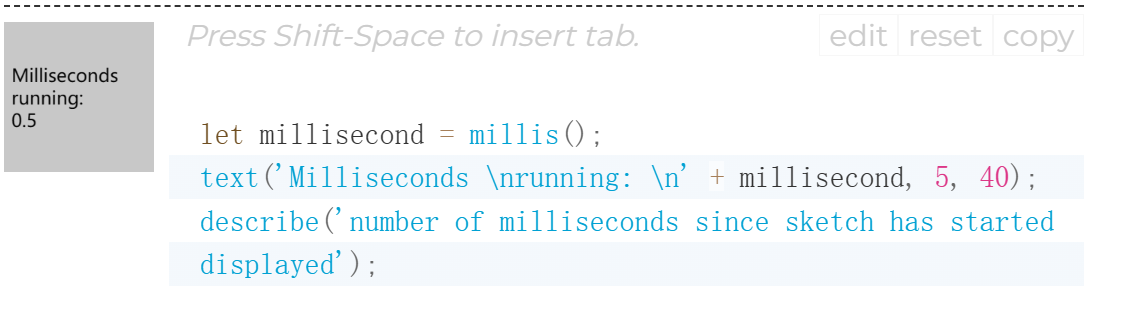 Press Shift-Space to insert tab.
edit reset copy
Milliseconds
running:
0.5
let millisecond = millis();
text('Milliseconds \nrunning: \n' + millisecond, 5, 40);
describe('number of milliseconds since sketch has started
displayed');